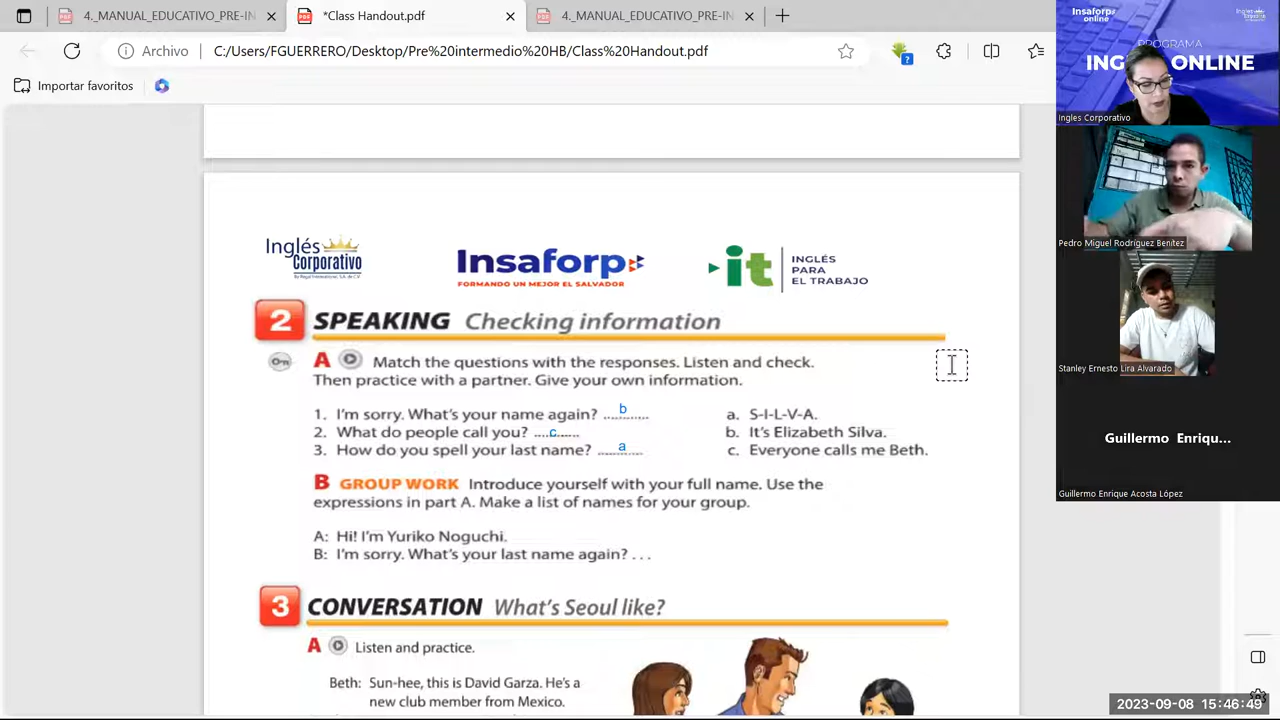 4_MANUAL_EDUCATIVO_PRE-IN
*Class Handout.pdf
4_MANUAL_EDUCATIVO_PRE-IN
Archivo
C:/Users/FGUERRERO/Desktop/Pre%20Intermedio%20HB/Class%20Handout.pdf
Importar favoritos
Inglés
Corporativo
Insaforp
FORMANDO UN MEJOR EL SALVADOR
it
INGLÉS
PARA
EL TRABAJO
2 SPEAKING Checking information
A Match the questions with the responses. Listen and check.
Then practice with a partner. Give your own information.
1. I'm sorry. What's your name again? b
a. S-I-L-V-A.
2. What do people call you? c
b. It's Elizabeth Silva.
3. How do you spell your last name? a
c. Everyone calls me Beth.
B GROUP WORK Introduce yourself with your full name. Use the
expressions in part A. Make a list of names for your group.
A: Hi! I'm Yuriko Noguchi.
B: I'm sorry. What's your last name again? . . .
3 CONVERSATION What's Seoul like?
A Listen and practice.
Beth: Sun-hee, this is David Garza. He's a
new club member from Mexico.
Insaforp
online
PROGRAMA
ING ONLINE
Ingles Corporativo
Pedro Miguel Rodríguez Benítez
Stanley Ernesto Lira Alvarado
Guillermo Enriqu...
Guillermo Enrique Acosta López
2023-09-08 15:46:49